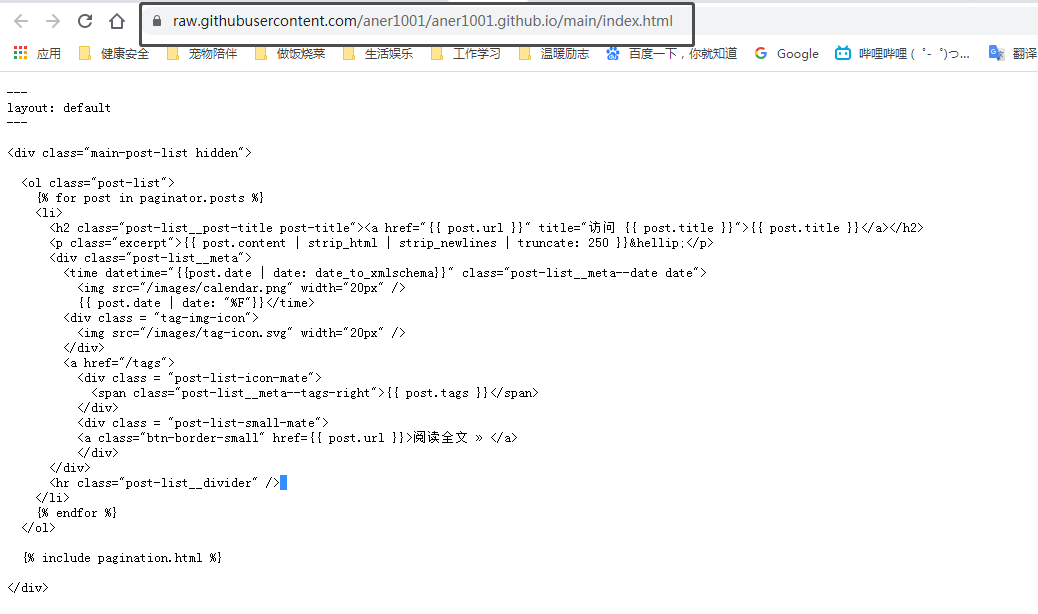 raw.githubusercontent.com/aner1001/aner1001.github.io/main/index.html
应用 健康安全 宠物陪伴 做饭烧菜 生活娱乐 工作学习 温暖励志 百度一下，你就知道 Google 哔哩哔哩 ( ゜- ゜)つ... 翻译
---
layout: default
---
<div class="main-post-list hidden">
<ol class="post-list">
{% for post in paginator.posts %}
<li>
<h2 class="post-list__post-title post-title"><a href="{{ post.url }}" title="访问 {{ post.title }}">{{ post.title }}</a></h2>
<p class="excerpt">{{ post.content | strip_html | strip_newlines | truncate: 250 }}&hellip;</p>
<div class="post-list__meta">
<time datetime="{{post.date | date: date_to_xmlschema}}" class="post-list__meta--date date">
<img src="/images/calendar.png" width="20px" />
{{ post.date | date: "%F"}}</time>
<div class = "tag-img-icon">
<img src="/images/tag-icon.svg" width="20px" />
</div>
<a href="/tags">
<div class = "post-list-icon-mate">
<span class="post-list__meta--tags-right">{{ post.tags }}</span>
</div>
<div class = "post-list-small-mate">
<a class="btn-border-small" href={{ post.url }}>阅读全文 » </a>
</div>
</div>
<hr class="post-list__divider" />
</li>
{% endfor %}
</ol>
{% include pagination.html %}
</div>